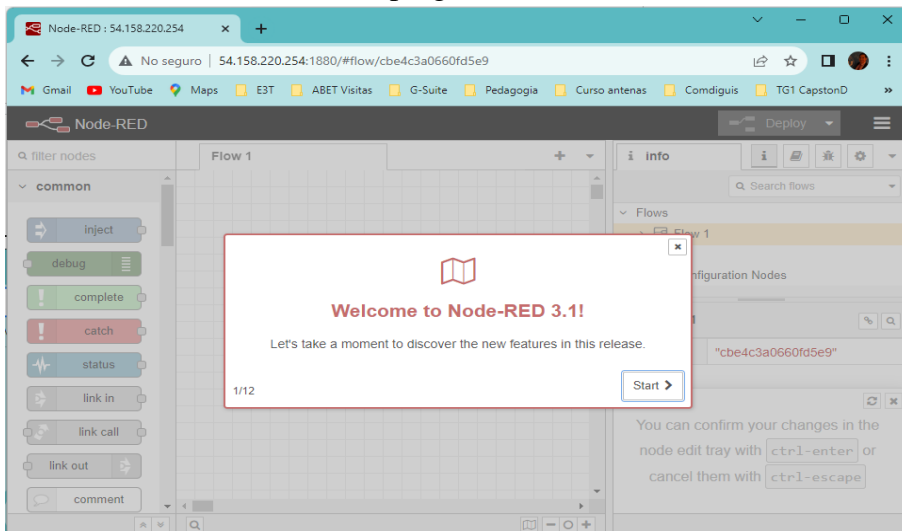 Node-RED : 54.158.220.254
No seguro | 54.158.220.254:1880/#flow/cbe4c3a0660fd5e9
Gmail YouTube Maps E3T ABET Visitas G-Suite Pedagogia Curso antenas Comdiguis TG1 CapstonD »
Node-RED Deploy
filter nodes
Flow 1
info
Search flows
common
Flows
Flow 1
inject
debug
nfiguration Nodes
complete
Welcome to Node-RED 3.1!
catch
Let's take a moment to discover the new features in this release.
"cbe4c3a0660fd5e9"
status
1/12
Start
link in
You can confirm your changes in the
link call
node edit tray with ctrl-enter or
link out
cancel them with ctrl-escape
comment